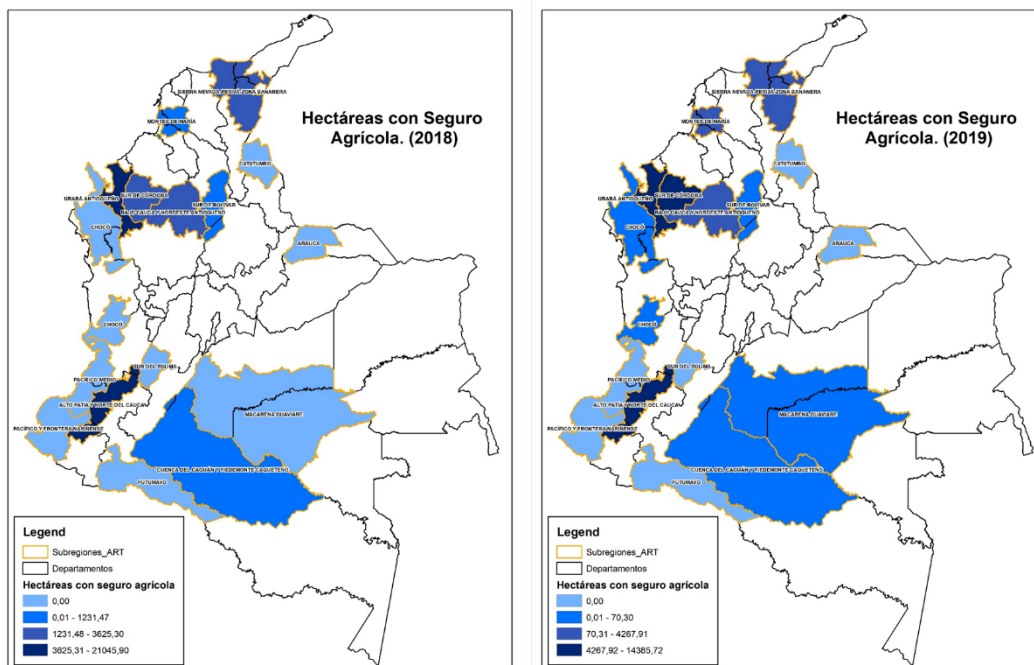 Hectáreas con Seguro
Agrícola. (2018)
SIERRA NEVADA-PERIJÁ-ZONA BANANERA
MONTES DE MARÍA
CATATUMBO
SUR DE CÓRDOBA
URABÁ ANTIOQUEÑO
SUR DE BOLÍVAR
BAJO CAUCA Y NORDESTE ANTIOQUEÑO
CHOCÓ
ARAUCA
CHOCÓ
SUR DEL TOLIMA
PACÍFICO MEDIO
ALTO PATÍA Y NORTE DEL CAUCA
MACARENA GUAVIARE
PACÍFICO Y FRONTERA NARIÑENSE
CUENCA DEL CAGUÁN Y PIEDEMONTE CAQUETEÑO
PUTUMAYO
Legend
Subregiones_ART
Departamentos
Hectáreas con seguro agrícola
0,00
0,01 - 1231,47
1231,48 - 3625,30
3625,31 - 21045,90
Hectáreas con Seguro
Agrícola. (2019)
SIERRA NEVADA-PERIJÁ-ZONA BANANERA
MONTES DE MARÍA
CATATUMBO
SUR DE CÓRDOBA
URABÁ ANTIOQUEÑO
SUR DE BOLÍVAR
BAJO CAUCA Y NORDESTE ANTIOQUEÑO
CHOCÓ
ARAUCA
CHOCÓ
SUR DEL TOLIMA
PACÍFICO MEDIO
ALTO PATÍA Y NORTE DEL CAUCA
MACARENA GUAVIARE
PACÍFICO Y FRONTERA NARIÑENSE
CUENCA DEL CAGUÁN Y PIEDEMONTE CAQUETEÑO
PUTUMAYO
Legend
Subregiones_ART
Departamentos
Hectáreas con seguro agrícola
0,00
0,01 - 70,30
70,31 - 4267,91
4267,92 - 14385,72